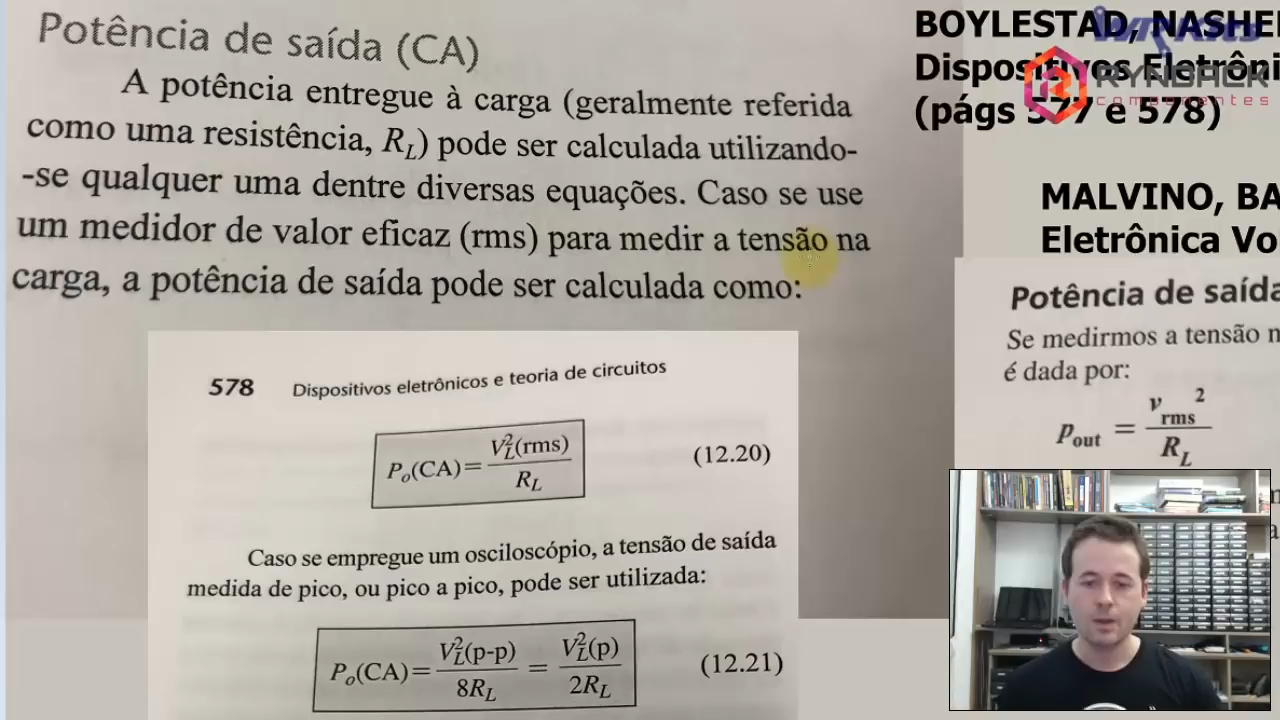 Potência de saída (CA)
A potência entregue à carga (geralmente referida
como uma resistência, R_L) pode ser calculada utilizando-
-se qualquer uma dentre diversas equações. Caso se use
um medidor de valor eficaz (rms) para medir a tensão na
carga, a potência de saída pode ser calculada como:
578 Dispositivos eletrônicos e teoria de circuitos
P_o(CA) = V_L^2(rms) / R_L (12.20)
Caso se empregue um osciloscópio, a tensão de saída
medida de pico, ou pico a pico, pode ser utilizada:
P_o(CA) = V_L^2(p-p) / 8R_L = V_L^2(p) / 2R_L (12.21)
BOYLESTAD, NASHE
Dispositivos Eletrôni
(págs 577 e 578)
WR Kits
RYNDACK
componentes
MALVINO, BA
Eletrônica Vo
Potência de saída
Se medirmos a tensão n
é dada por:
P_out = v_rms^2 / R_L